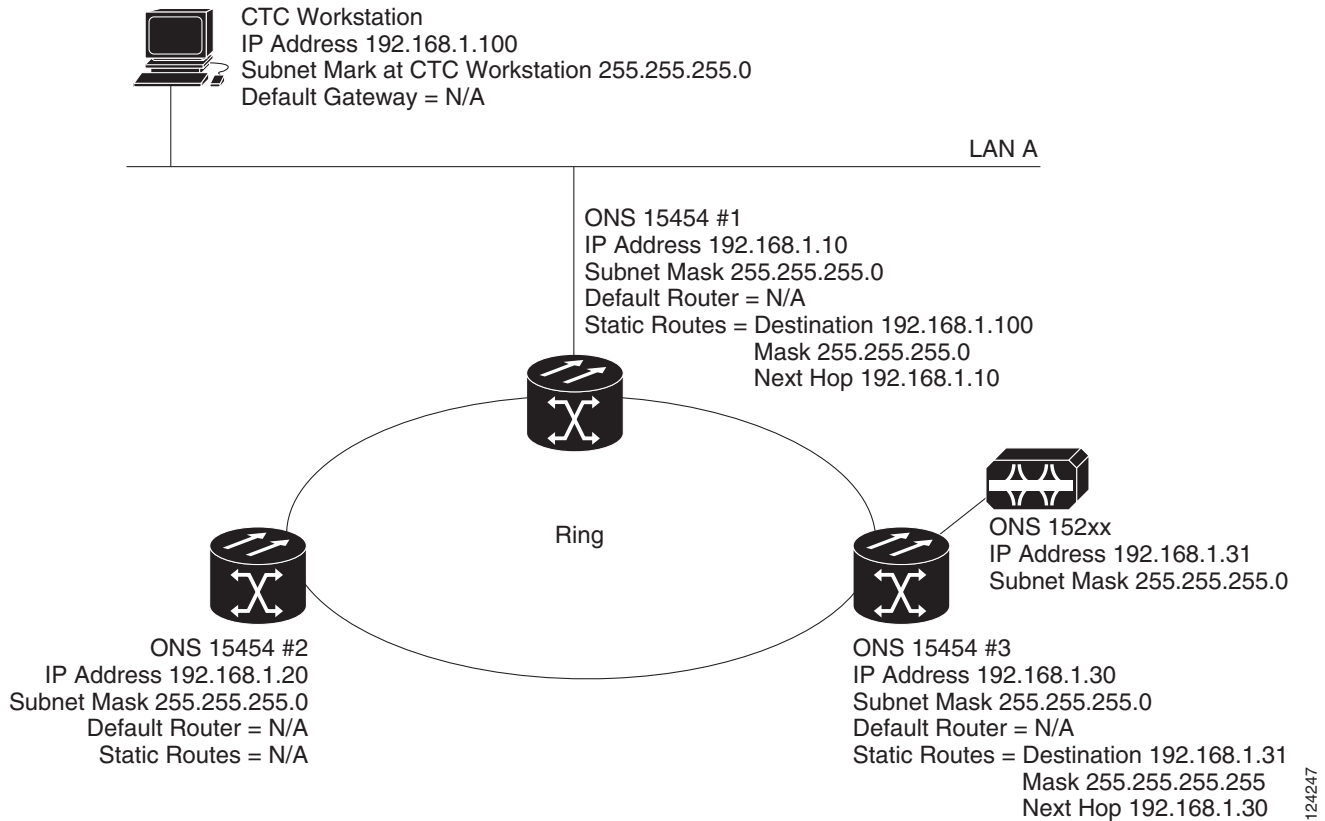 CTC Workstation
IP Address 192.168.1.100
Subnet Mark at CTC Workstation 255.255.255.0
Default Gateway = N/A
LAN A
ONS 15454 #1
IP Address 192.168.1.10
Subnet Mask 255.255.255.0
Default Router = N/A
Static Routes = Destination 192.168.1.100
Mask 255.255.255.0
Next Hop 192.168.1.10
Ring
ONS 152xx
IP Address 192.168.1.31
Subnet Mask 255.255.255.0
ONS 15454 #2
IP Address 192.168.1.20
Subnet Mask 255.255.255.0
Default Router = N/A
Static Routes = N/A
ONS 15454 #3
IP Address 192.168.1.30
Subnet Mask 255.255.255.0
Default Router = N/A
Static Routes = Destination 192.168.1.31
Mask 255.255.255.255
Next Hop 192.168.1.30
124247